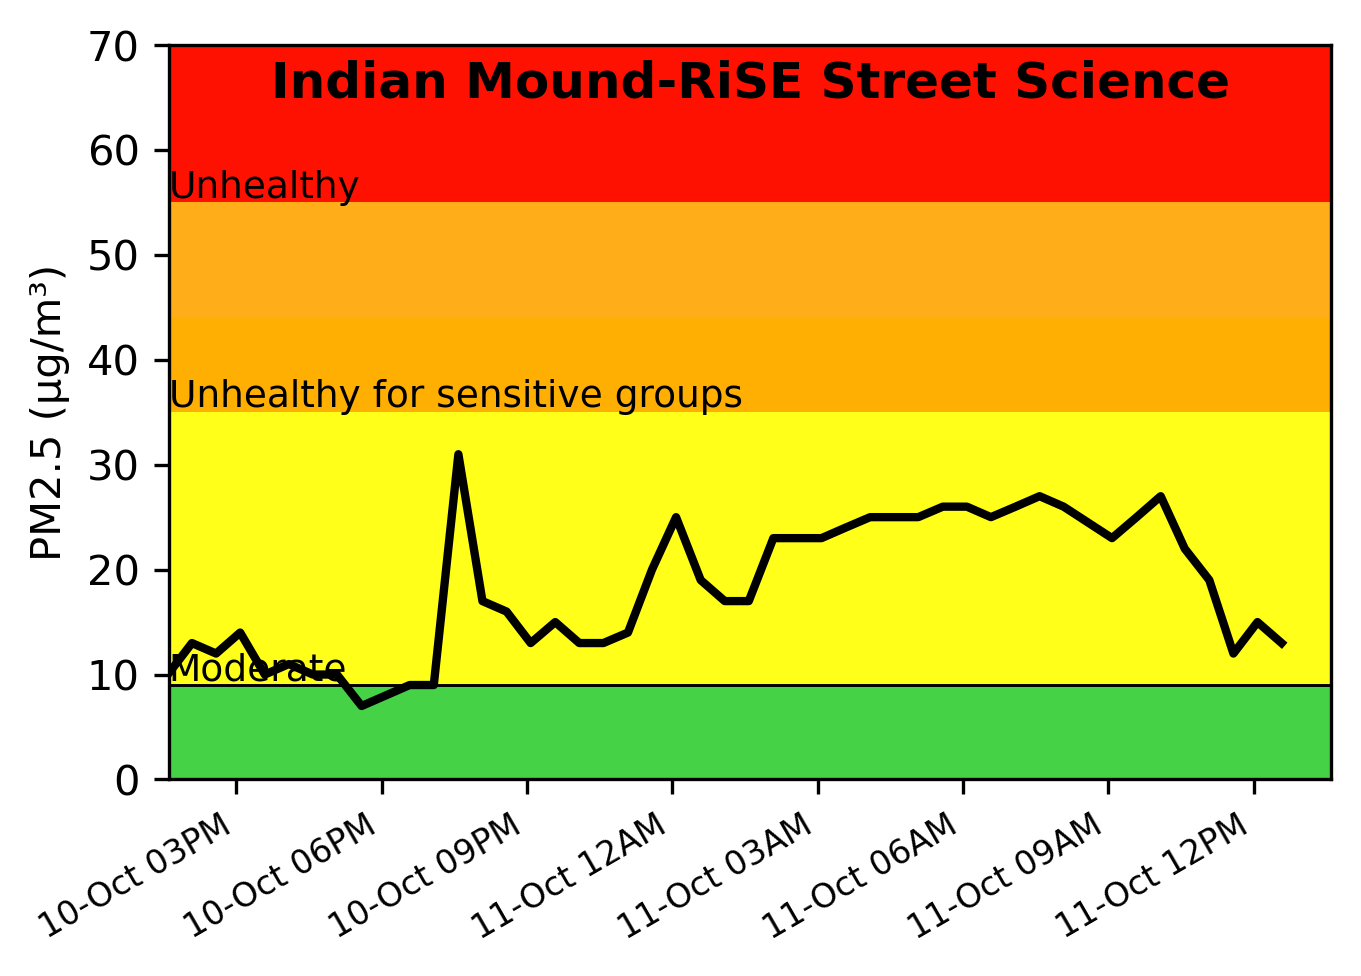 Indian Mound-RiSE Street Science
70
60
50
40
30
20
10
0
PM2.5 (µg/m³)
Unhealthy
Unhealthy for sensitive groups
Moderate
10-Oct 03PM
10-Oct 06PM
10-Oct 09PM
11-Oct 12AM
11-Oct 03AM
11-Oct 06AM
11-Oct 09AM
11-Oct 12PM